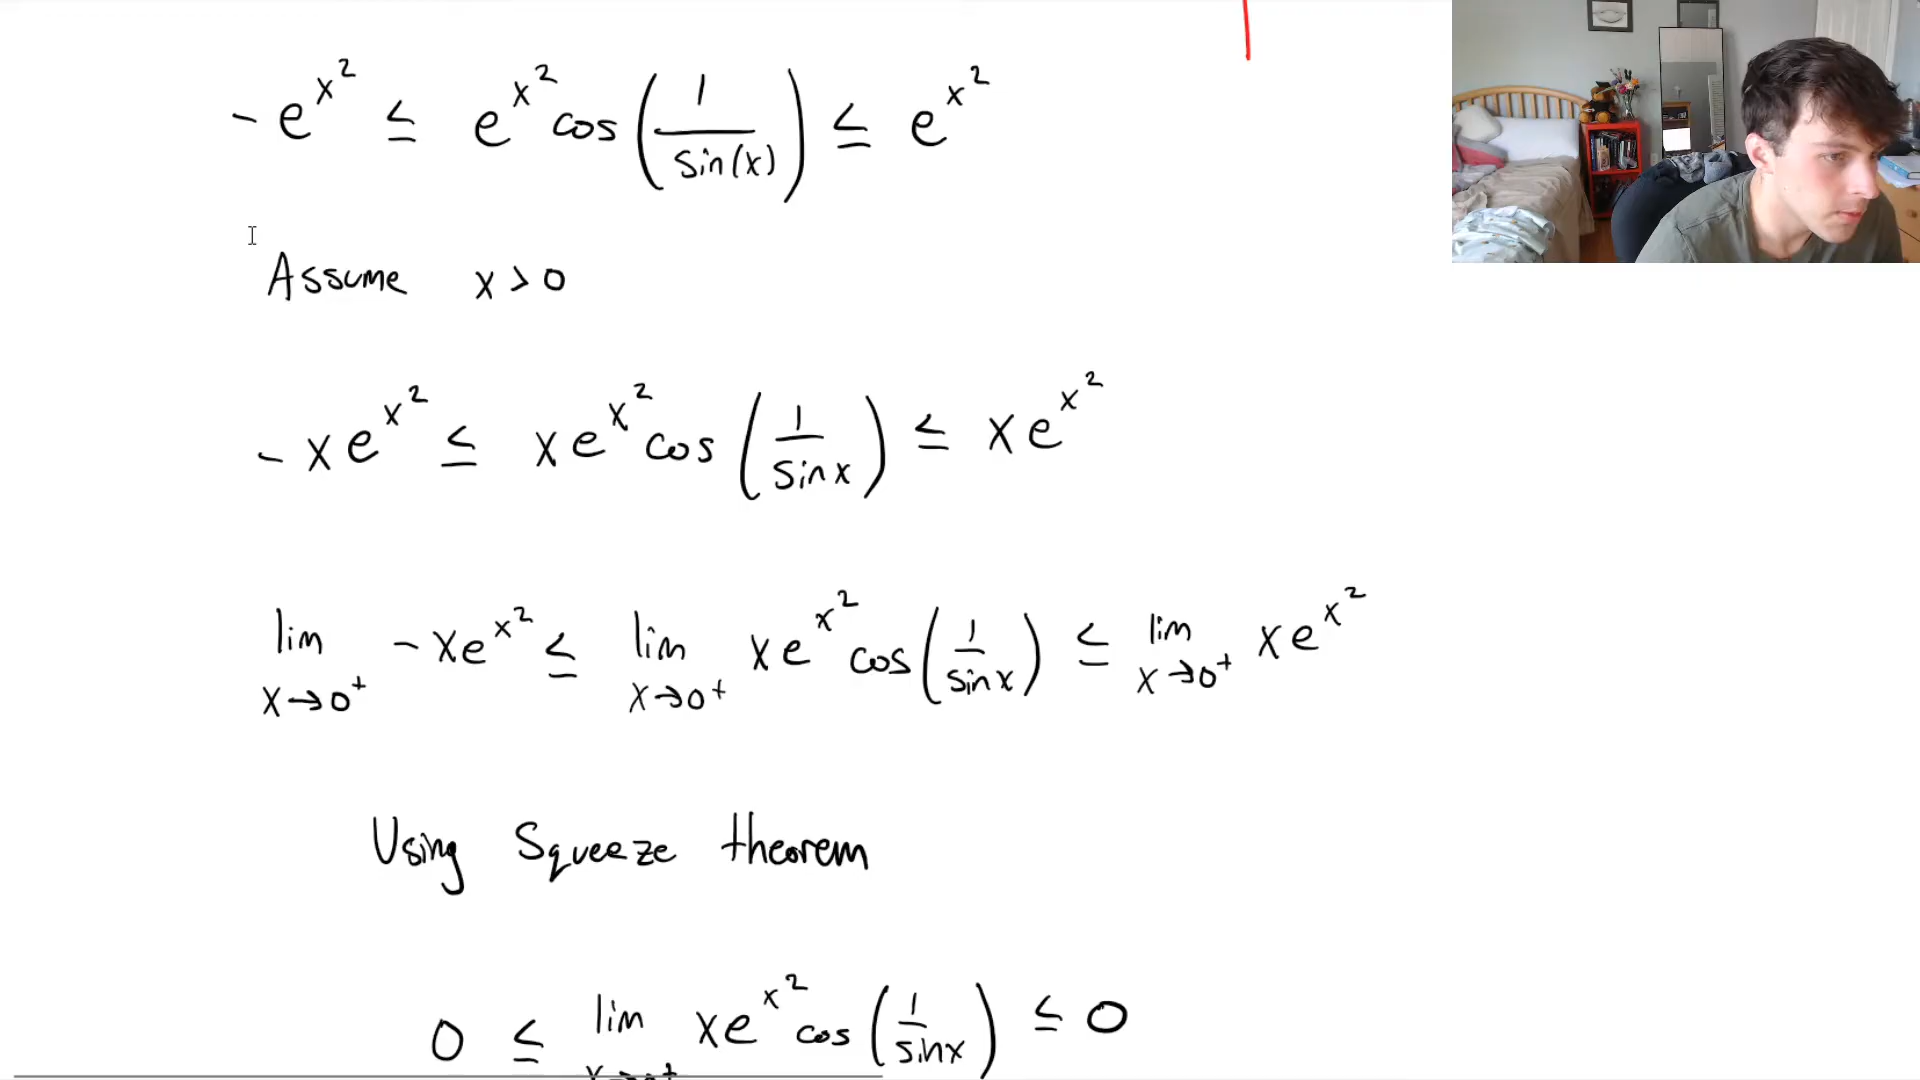 -e^{x^2} ≤ e^{x^2} cos(1/sin(x)) ≤ e^{x^2}
Assume x > 0
-xe^{x^2} ≤ xe^{x^2} cos(1/sin x) ≤ xe^{x^2}
lim_{x→0^+} -xe^{x^2} ≤ lim_{x→0^+} xe^{x^2} cos(1/sin x) ≤ lim_{x→0^+} xe^{x^2}
Using Squeeze theorem
0 ≤ lim xe^{x^2} cos(1/sin x) ≤ 0